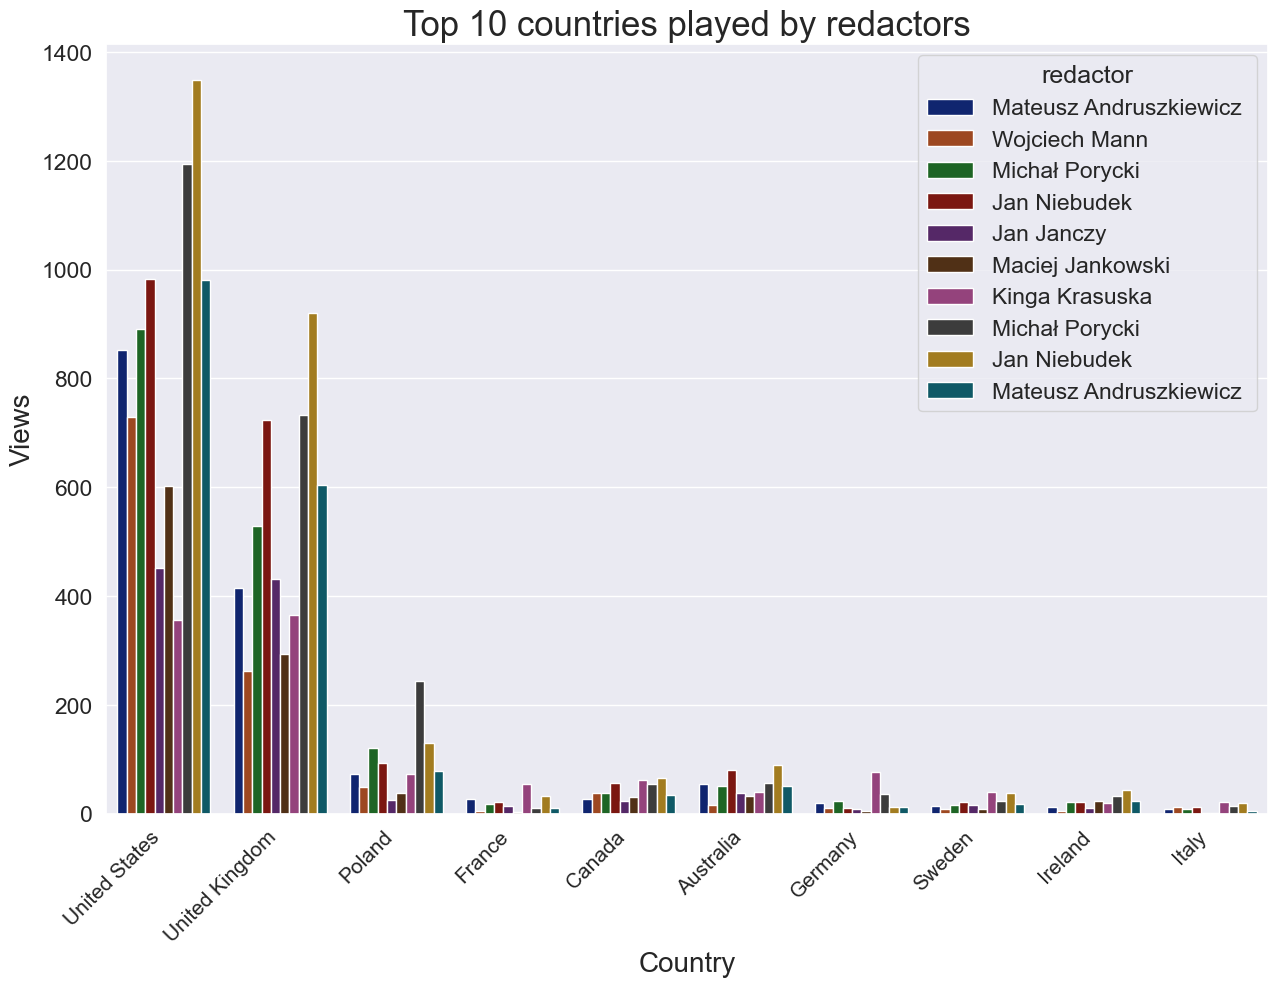 Top 10 countries played by redactors
1400
1200
1000
800
600
400
200
0
Views
redactor
Mateusz Andruszkiewicz
Wojciech Mann
Michał Porycki
Jan Niebudek
Jan Janczy
Maciej Jankowski
Kinga Krasuska
Michał Porycki
Jan Niebudek
Mateusz Andruszkiewicz
United States
United Kingdom
Poland
France
Canada
Australia
Germany
Sweden
Ireland
Italy
Country